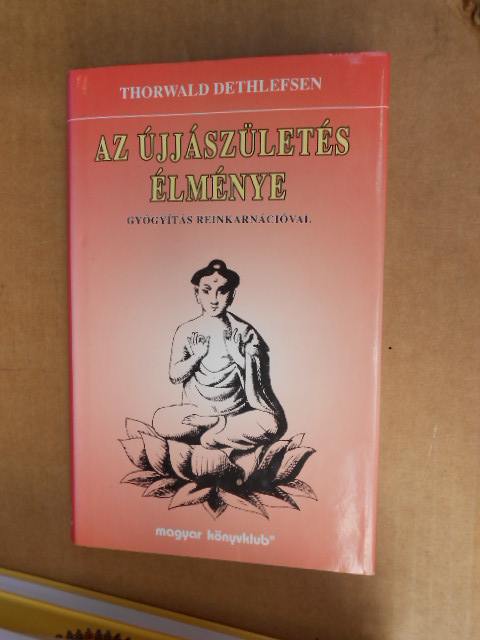 THORWALD DETHLEFSEN
AZ ÚJJÁSZÜLETÉS
ÉLMÉNYE
GYÓGYÍTÁS REINKARNÁCIÓVAL
magyar könyvklub®